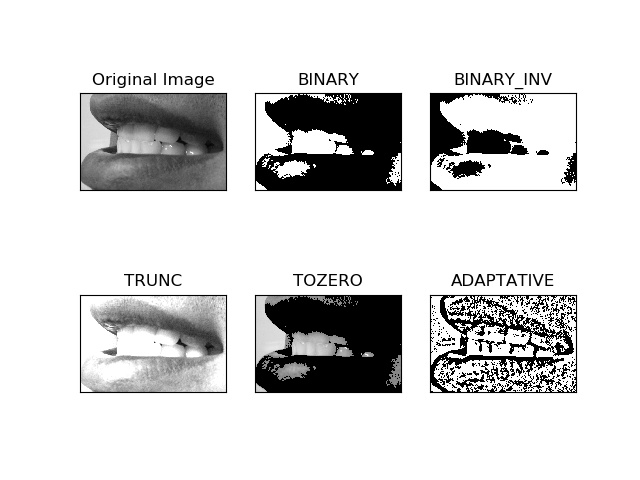 Original Image
BINARY
BINARY_INV
TRUNC
TOZERO
ADAPTATIVE